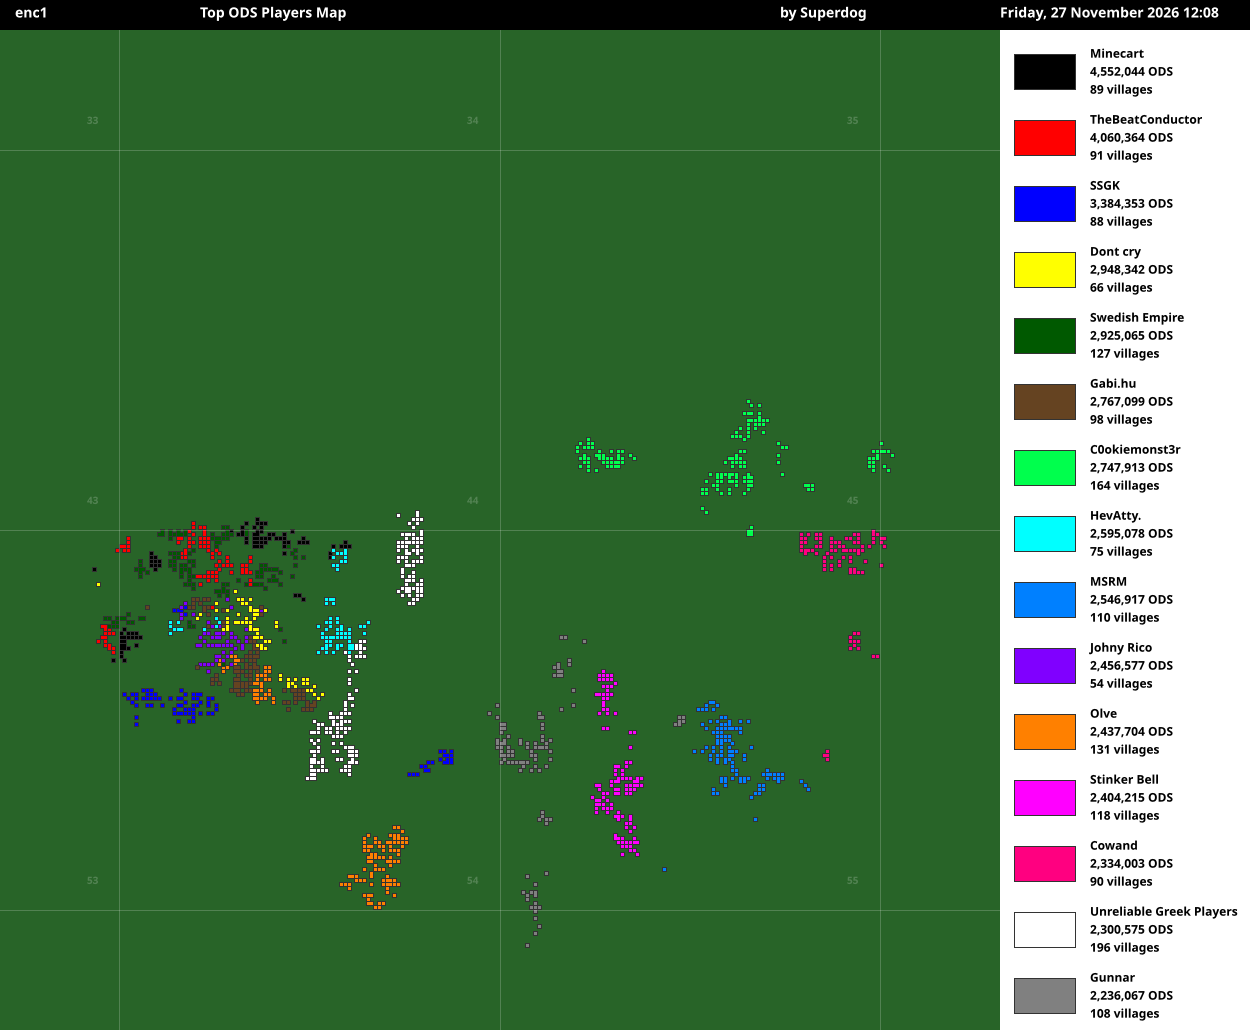 enc1 Top ODS Players Map by Superdog Friday, 27 November 2026 12:08
33 34 35
43 44 45
53 54 55
Minecart
4,552,044 ODS
89 villages
TheBeatConductor
4,060,364 ODS
91 villages
SSGK
3,384,353 ODS
88 villages
Dont cry
2,948,342 ODS
66 villages
Swedish Empire
2,925,065 ODS
127 villages
Gabi.hu
2,767,099 ODS
98 villages
C0okiemonst3r
2,747,913 ODS
164 villages
HevAtty.
2,595,078 ODS
75 villages
MSRM
2,546,917 ODS
110 villages
Johny Rico
2,456,577 ODS
54 villages
Olve
2,437,704 ODS
131 villages
Stinker Bell
2,404,215 ODS
118 villages
Cowand
2,334,003 ODS
90 villages
Unreliable Greek Players
2,300,575 ODS
196 villages
Gunnar
2,236,067 ODS
108 villages